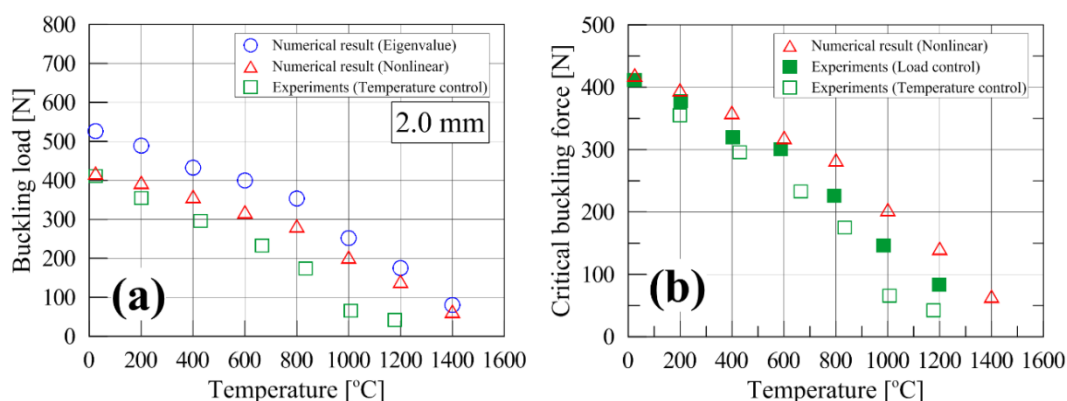 800
700
600
500
400
300
200
100
0
Buckling load [N]
Numerical result (Eigenvalue)
Numerical result (Nonlinear)
Experiments (Temperature control)
2.0 mm
(a)
0 200 400 600 800 1000 1200 1400 1600
Temperature [°C]
500
400
300
200
100
0
Critical buckling force [N]
Numerical result (Nonlinear)
Experiments (Load control)
Experiments (Temperature control)
(b)
0 200 400 600 800 1000 1200 1400 1600
Temperature [°C]